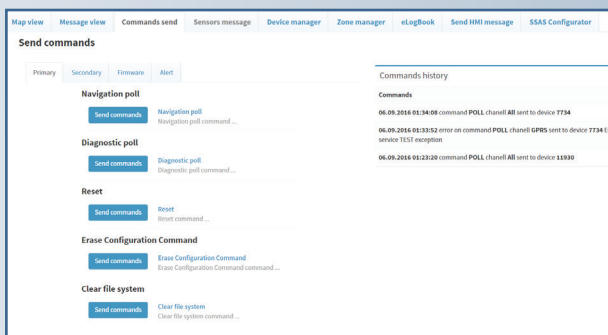 Map view Message view Commands send Sensors message Device manager Zone manager eLogBook Send HMI message SSAS Configurator
Send commands
Primary Secondary Firmware Alert
Navigation poll
Send commands
Navigation poll
Navigation poll command ...
Diagnostic poll
Send commands
Diagnostic poll
Diagnostic poll command ...
Reset
Send commands
Reset
Reset command ...
Erase Configuration Command
Send commands
Erase Configuration Command
Erase Configuration Command command ...
Clear file system
Send commands
Clear file system
Clear file system command ...
Commands history
Commands
06.09.2016 01:34:08 command POLL chanell All sent to device 7734
06.09.2016 01:33:52 error on command POLL chanell GPRS sent to device 7734
service TEST exception
06.09.2016 01:23:20 command POLL chanell All sent to device 11930